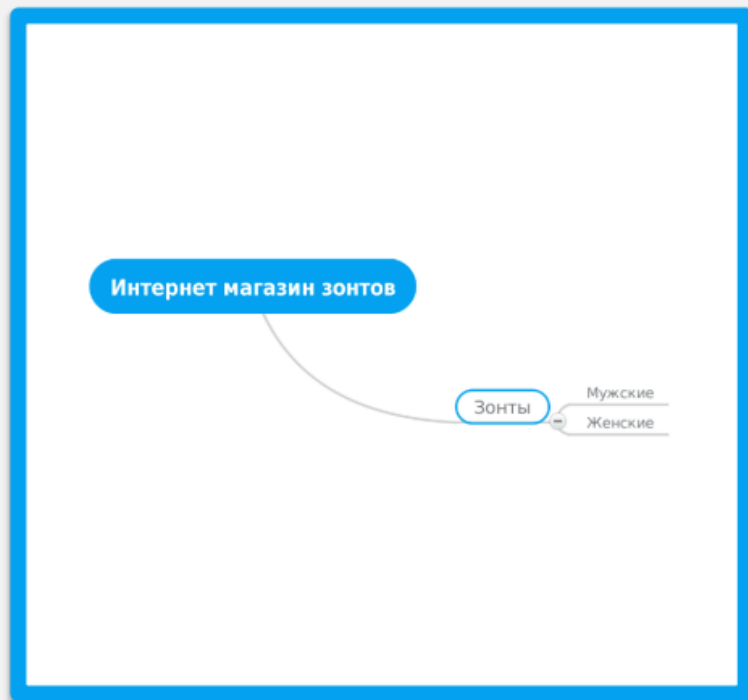 Интернет магазин зонтов
Зонты
Мужские
Женские